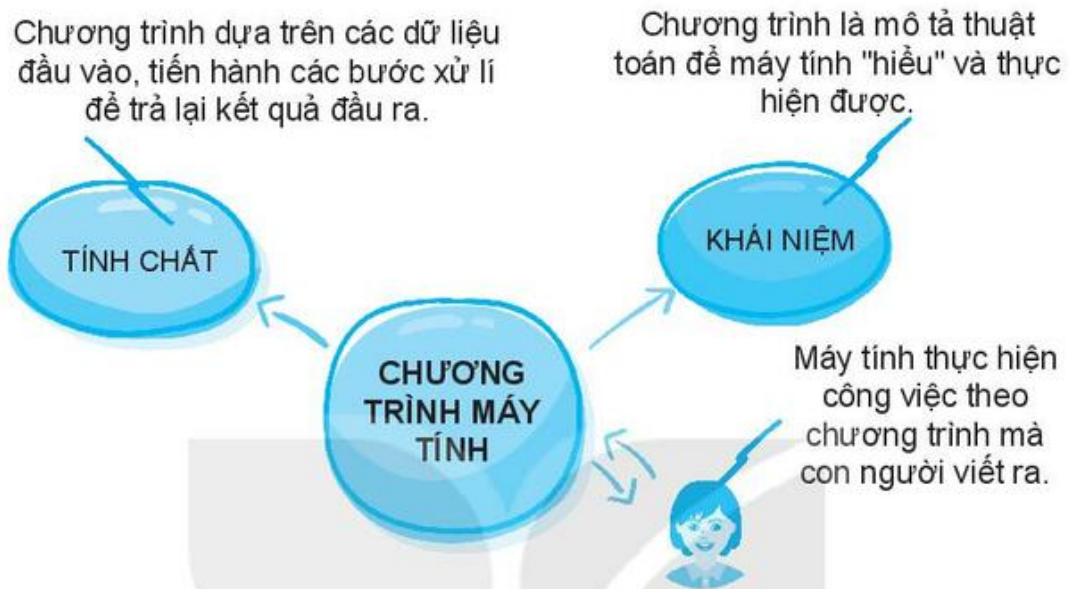 Chương trình dựa trên các dữ liệu
đầu vào, tiến hành các bước xử lí
để trả lại kết quả đầu ra.
Chương trình là mô tả thuật
toán để máy tính "hiểu" và thực
hiện được.
TÍNH CHẤT
KHÁI NIỆM
CHƯƠNG
TRÌNH MÁY
TÍNH
Máy tính thực hiện
công việc theo
chương trình mà
con người viết ra.